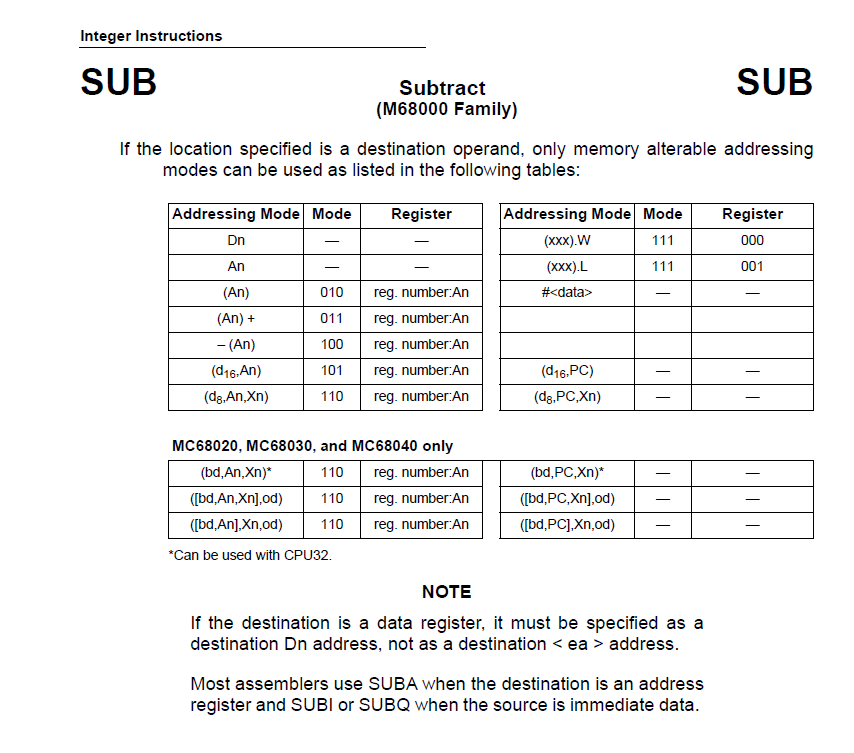 Integer Instructions
SUB Subtract SUB
(M68000 Family)
If the location specified is a destination operand, only memory alterable addressing
modes can be used as listed in the following tables:
Addressing Mode Mode Register Addressing Mode Mode Register
Dn — — (xxx).W 111 000
An — — (xxx).L 111 001
(An) 010 reg. number:An #<data> — —
(An) + 011 reg. number:An
– (An) 100 reg. number:An
(d16,An) 101 reg. number:An (d16,PC) — —
(d8,An,Xn) 110 reg. number:An (d8,PC,Xn) — —
MC68020, MC68030, and MC68040 only
(bd,An,Xn)* 110 reg. number:An (bd,PC,Xn)* — —
([bd,An,Xn],od) 110 reg. number:An ([bd,PC,Xn],od) — —
([bd,An],Xn,od) 110 reg. number:An ([bd,PC],Xn,od) — —
*Can be used with CPU32.
NOTE
If the destination is a data register, it must be specified as a
destination Dn address, not as a destination < ea > address.
Most assemblers use SUBA when the destination is an address
register and SUBI or SUBQ when the source is immediate data.